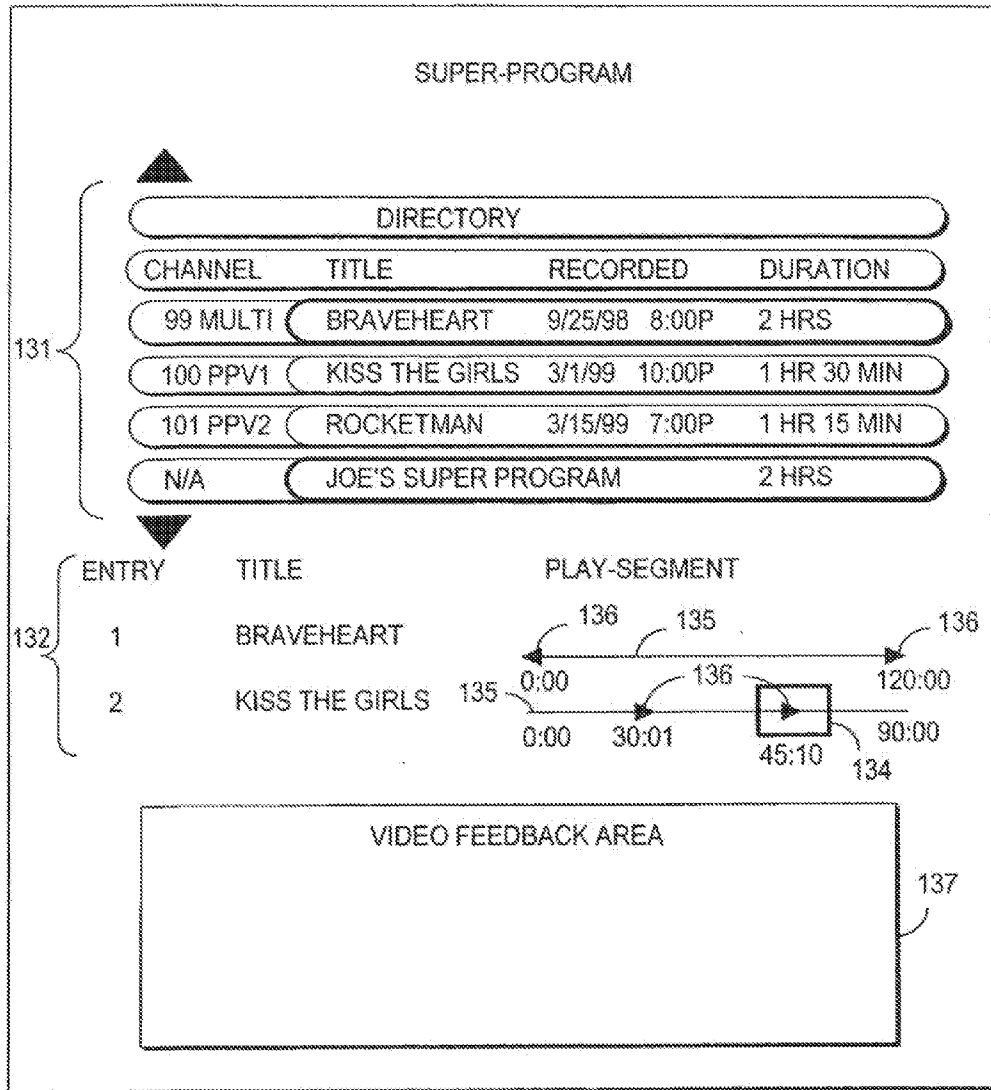 SUPER-PROGRAM
DIRECTORY
CHANNEL TITLE RECORDED DURATION
99 MULTI BRAVEHEART 9/25/98 8:00P 2 HRS
131
100 PPV1 KISS THE GIRLS 3/1/99 10:00P 1 HR 30 MIN
101 PPV2 ROCKETMAN 3/15/99 7:00P 1 HR 15 MIN
N/A JOE'S SUPER PROGRAM 2 HRS
ENTRY TITLE PLAY-SEGMENT
136 135 136
132 1 BRAVEHEART
0:00 120:00
2 KISS THE GIRLS 135 136
0:00 30:01 45:10 90:00
134
VIDEO FEEDBACK AREA
137